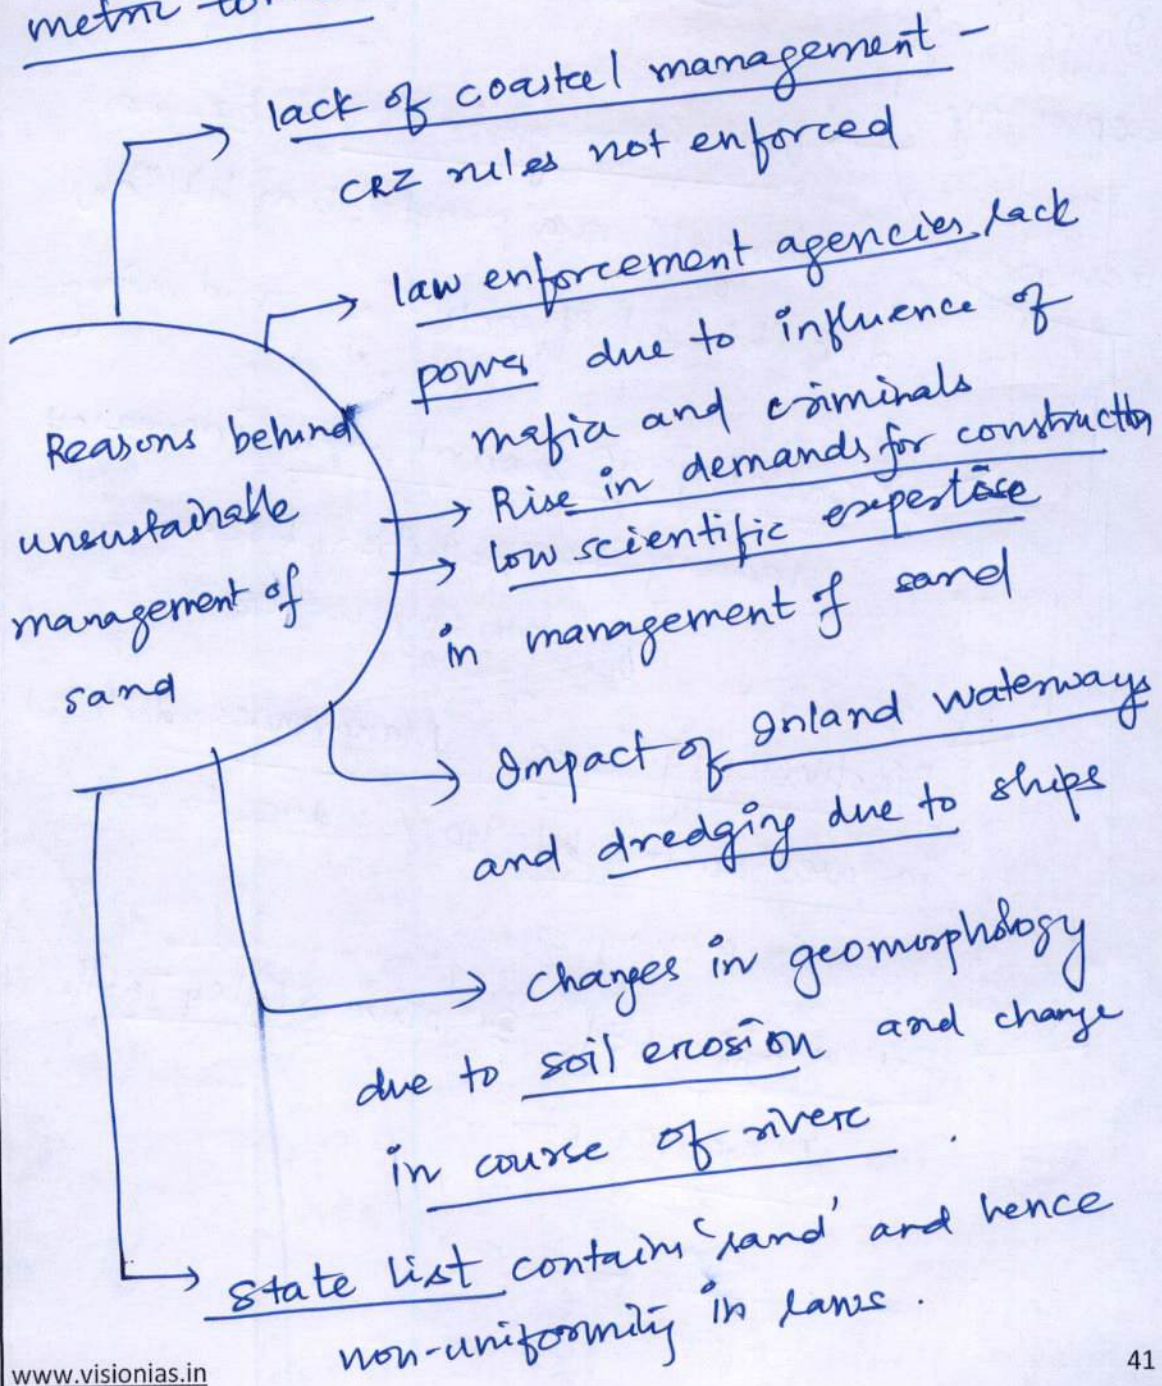 metric
lack of coastal management -
CRZ rules not enforced
law enforcement agencies lack
power due to influence of
mafia and criminals
Rise in demands for construction
low scientific expertise
in management of sand
Reasons behind
unsustainable
management of
sand
Impact of Inland waterways
and dredging due to ships
changes in geomorphology
due to soil erosion and change
in course of river.
State list contains 'sand' and hence
non-uniformity in laws.
www.visionias.in
41